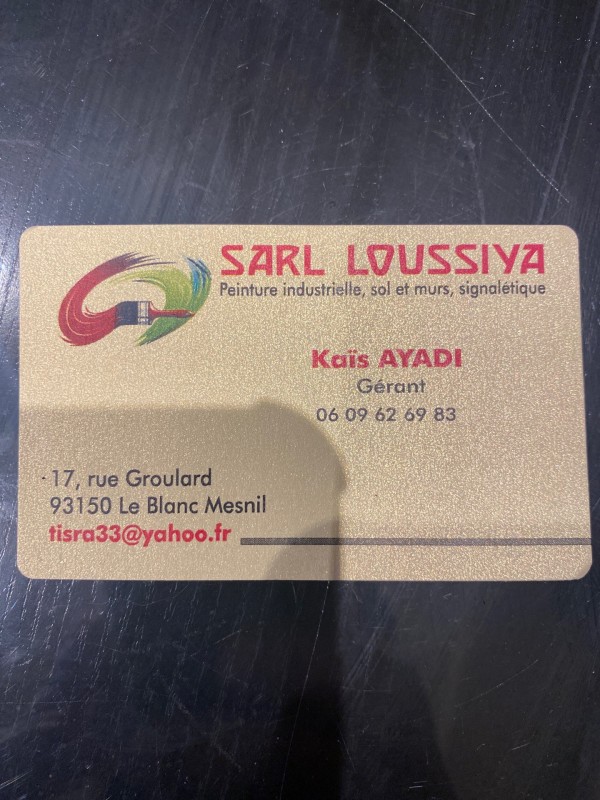 SARL LOUSSIYA
Peinture industrielle, sol et murs, signalétique
Kaïs AYADI
Gérant
06 09 62 69 83
17, rue Groulard
93150 Le Blanc Mesnil
tisra33@yahoo.fr